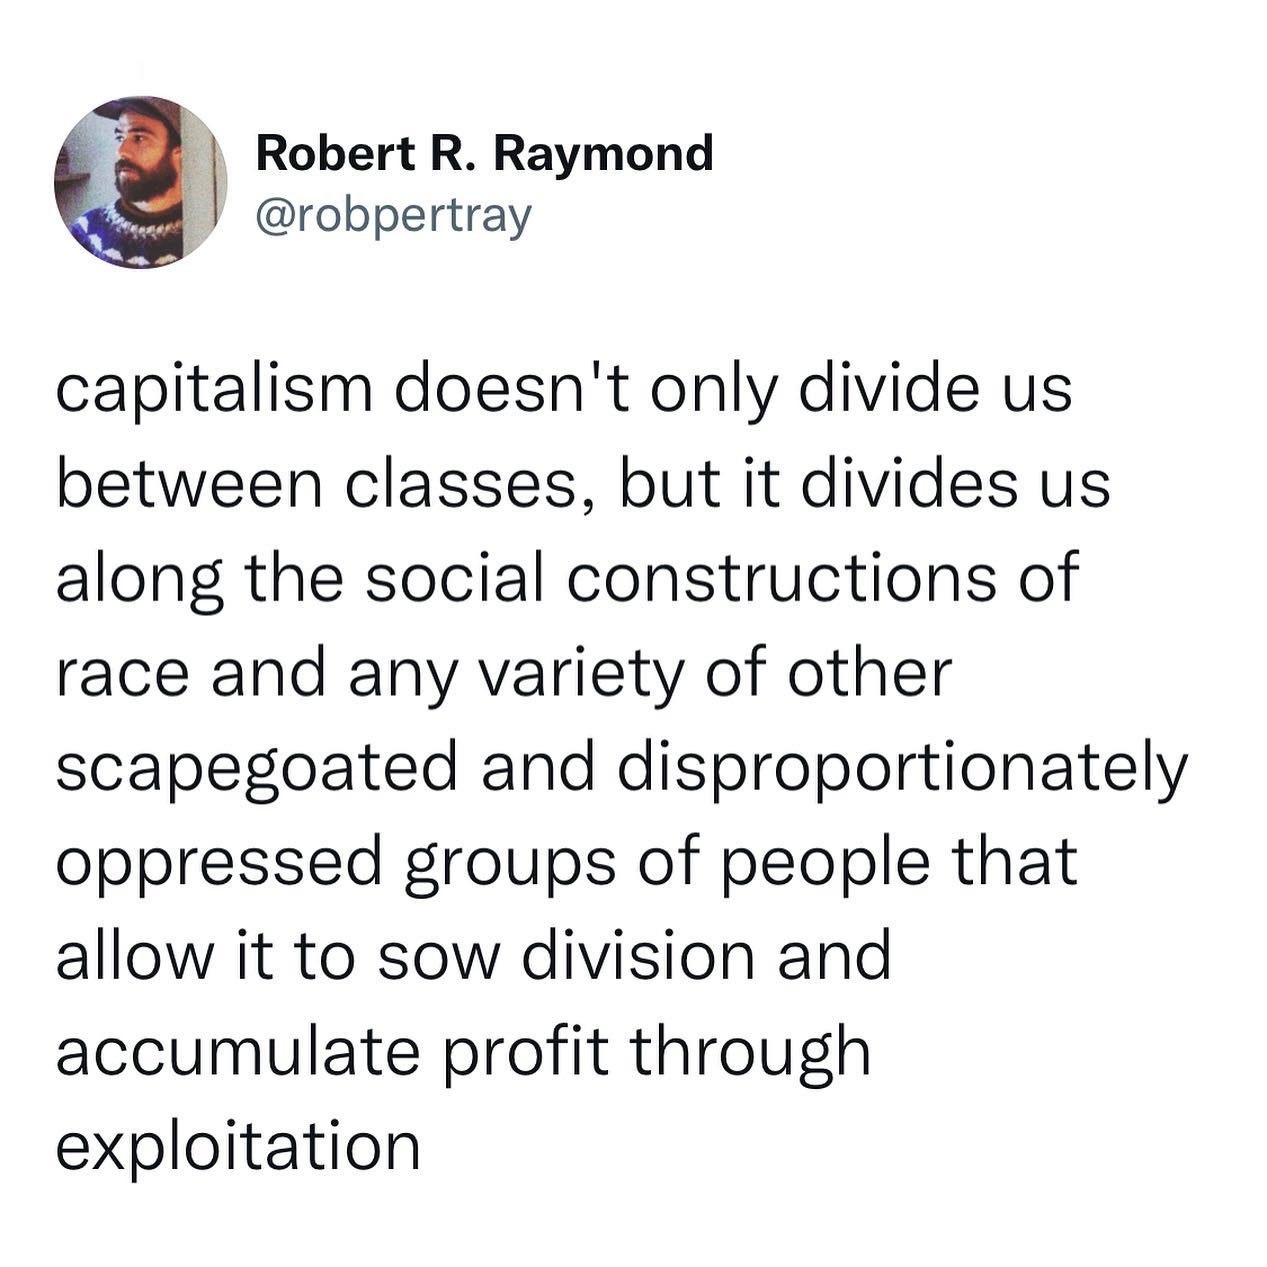 Robert R. Raymond
@robpertray
capitalism doesn't only divide us
between classes, but it divides us
along the social constructions of
race and any variety of other
scapegoated and disproportionately
oppressed groups of people that
allow it to sow division and
accumulate profit through
exploitation